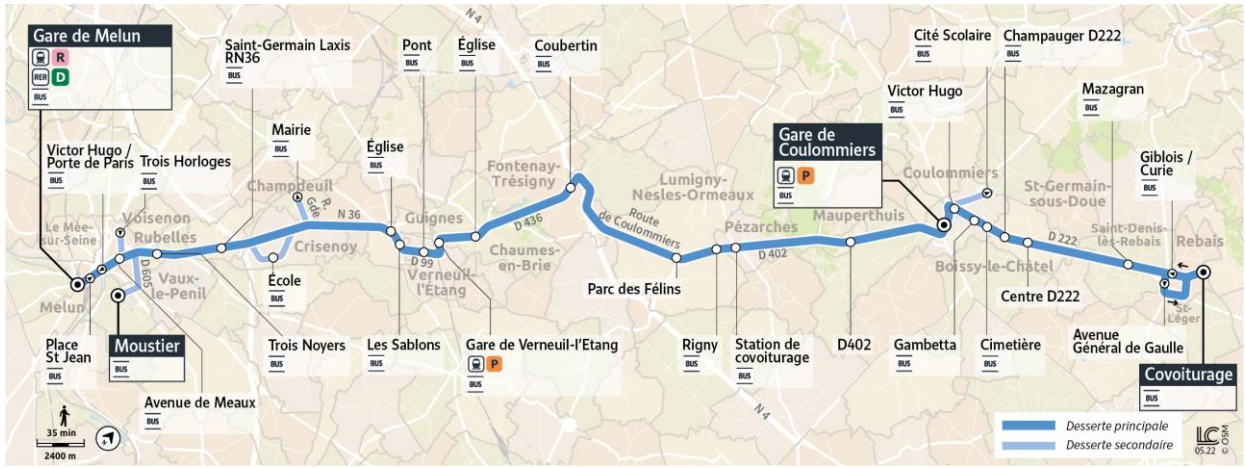 Gare de Melun
R
RER D
BUS
Saint-Germain Laxis
RN36
BUS
Pont
BUS
Église
BUS
Coubertin
BUS
N 4
Cité Scolaire
BUS
Champauger D222
BUS
Victor Hugo
BUS
Mazagran
BUS
Gare de
Coulommiers
P
BUS
Giblois /
Curie
BUS
Victor Hugo /
Porte de Paris
BUS
Trois Horloges
BUS
Mairie
BUS
Église
BUS
Le Mée-
sur-Seine
Voisenon
Rubelles
Champdeuil
R.
Gde
N 36
Crisenoy
Guignes
D 436
Fontenay-
Trésigny
Lumigny-
Nesles-Ormeaux
Route
de Coulommiers
Pézarches
Mauperthuis
Coulommiers
St-Germain-
sous-Doue
Saint-Denis-
lès-Rebais
Rebais
D 222
Melun
D 605
Vaux-
le-Penil
D 99
Verneuil-
l'Etang
Chaumes-
en-Brie
D 402
Boissy-le-Châtel
St-
Léger
École
BUS
Parc des Félins
Centre D222
Place
St Jean
BUS
Moustier
BUS
Avenue de Meaux
BUS
Trois Noyers
BUS
Les Sablons
BUS
Gare de Verneuil-l'Etang
P
BUS
Rigny
BUS
Station de
covoiturage
BUS
D402
Gambetta
BUS
Cimetière
BUS
Avenue
Général de Gaulle
BUS
Covoiturage
BUS
N 4
35 min
2400 m
Desserte principale
Desserte secondaire
LC
05.22
© OSM